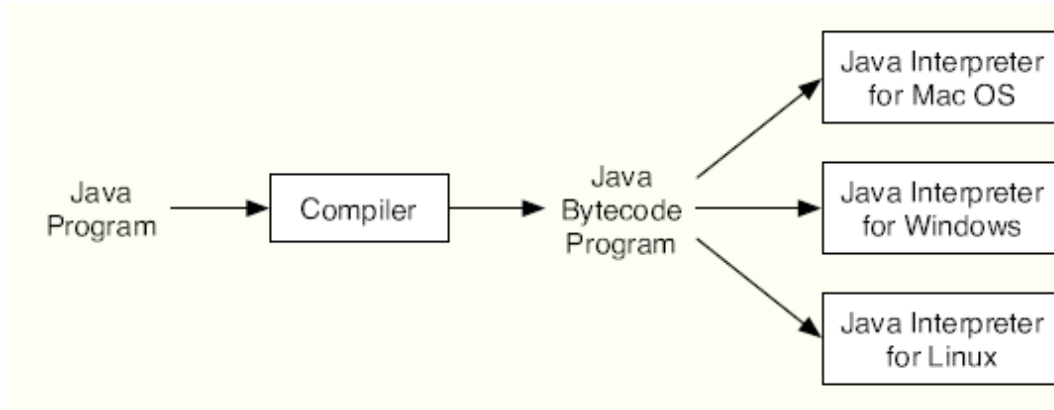 Java
Program
Compiler
Java
Bytecode
Program
Java Interpreter
for Mac OS
Java Interpreter
for Windows
Java Interpreter
for Linux